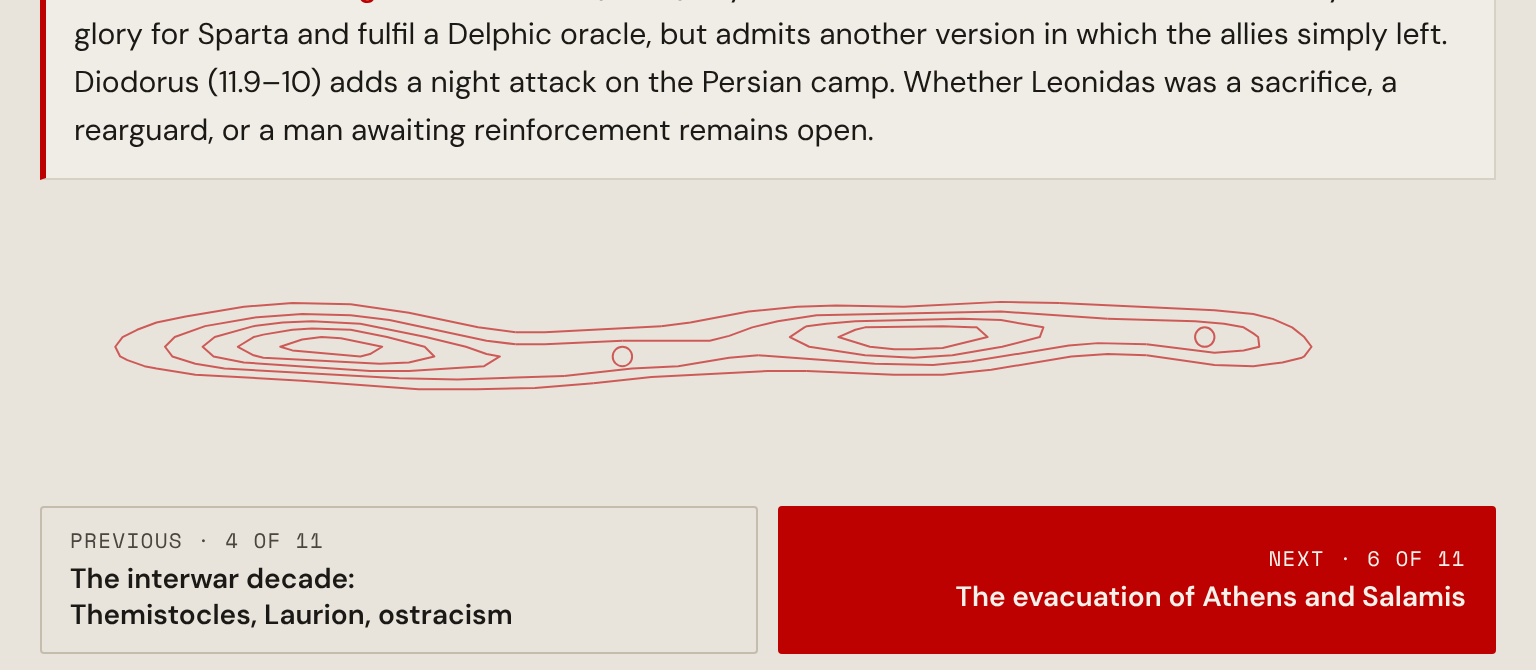 glory for Sparta and fulfil a Delphic oracle, but admits another version in which the allies simply left.
Diodorus (11.9–10) adds a night attack on the Persian camp. Whether Leonidas was a sacrifice, a
rearguard, or a man awaiting reinforcement remains open.
PREVIOUS · 4 OF 11
The interwar decade:
Themistocles, Laurion, ostracism
NEXT · 6 OF 11
The evacuation of Athens and Salamis